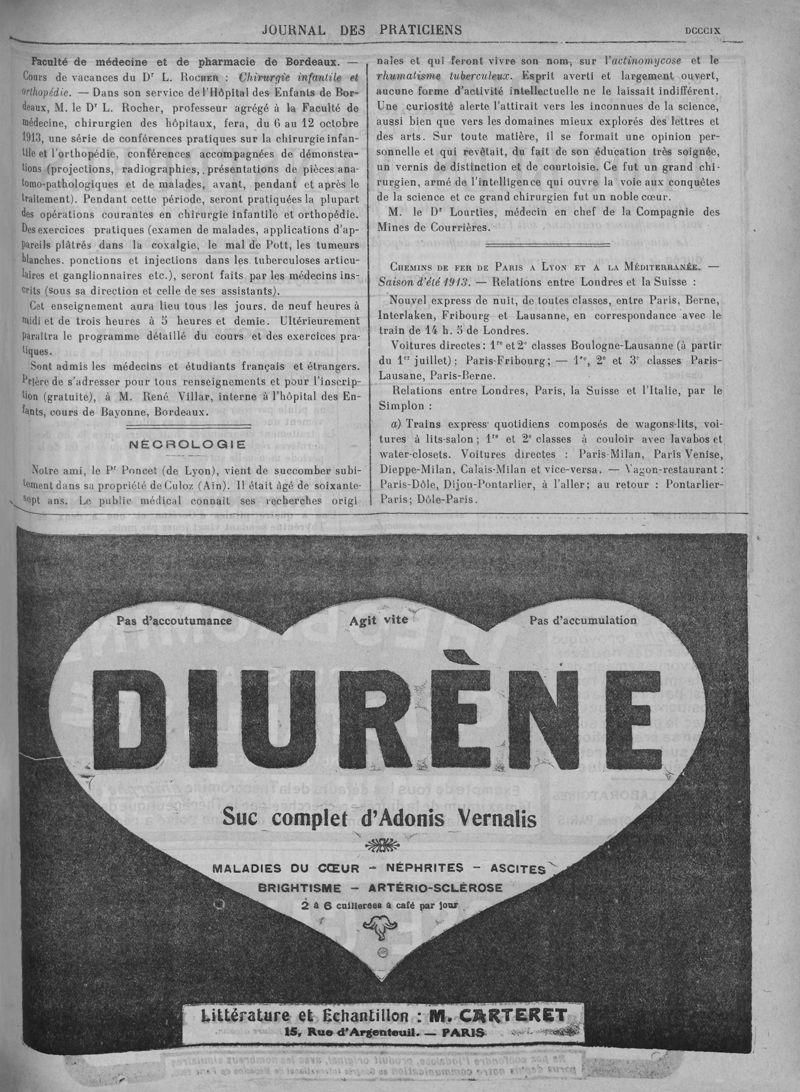 JOURNAL DES PRATICIENS
DCCCIX
Faculté de médecine et de pharmacie de Bordeaux. —
Cours de vacances du Dr L. Rocher : Chirurgie infantile et
orthopédie. — Dans son service de l'Hôpital des Enfants de Bor-
deaux, M. le Dr L. Rocher, professeur agrégé à la Faculté de
médecine, chirurgien des hôpitaux, fera, du 6 au 12 octobre
1913, une série de conférences pratiques sur la chirurgie infan-
tile et l'orthopédie, conférences accompagnées de démonstra-
tions (projections, radiographies, présentations de pièces ana-
tomo-pathologiques et de malades, avant, pendant et après le
traitement). Pendant cette période, seront pratiquées la plupart
des opérations courantes en chirurgie infantile et orthopédie.
Des exercices pratiques (examen de malades, applications d'ap-
pareils plâtrés dans la coxalgie, le mal de Pott, les tumeurs
blanches. ponctions et injections dans les tuberculoses articu-
laires et ganglionnaires etc.), seront faits par les médecins ins-
crits (sous sa direction et celle de ses assistants).
Cet enseignement aura lieu tous les jours. de neuf heures à
midi et de trois heures à 5 heures et demie. Ultérieurement
paraîtra le programme détaillé du cours et des exercices pra-
tiques.
Sont admis les médecins et étudiants français et étrangers.
Prière de s'adresser pour tous renseignements et pour l'inscrip-
tion (gratuite), à M. René Villar, interne à l'hôpital des En-
fants, cours de Bayonne, Bordeaux.
NÉCROLOGIE
Notre ami, le Pr Poncet (de Lyon), vient de succomber subi-
tement dans sa propriété de Culoz (Ain). Il était âgé de soixante-
sept ans. Le public médical connait ses recherches origi
nales et qui feront vivre son nom, sur l'actinomycose et le
rhumatisme tuberculeux. Esprit averti et largement ouvert,
aucune forme d'activité intellectuelle ne le laissait indifférent.
Une curiosité alerte l'attirait vers les inconnues de la science,
aussi bien que vers les domaines mieux explorés des lettres et
des arts. Sur toute matière, il se formait une opinion per-
sonnelle et qui revêtait, du fait de son éducation très soignée,
un vernis de distinction et de courtoisie. Ce fut un grand chi-
rurgien, armé de l'intelligence qui ouvre la voie aux conquêtes
de la science et ce grand chirurgien fut un noble cœur.
M. le Dr Lourties, médecin en chef de la Compagnie des
Mines de Courrières.
Chemins de fer de Paris a Lyon et a la Méditerranée. —
Saison d'été 1913. — Relations entre Londres et la Suisse :
Nouvel express de nuit, de toutes classes, entre Paris, Berne,
Interlaken, Fribourg et Lausanne, en correspondance avec le
train de 14 h. 5 de Londres.
Voitures directes : 1re et 2e classes Boulogne-Lausanne (à partir
du 1er juillet) ; Paris-Fribourg ; — 1re, 2e et 3e classes Paris-
Lausane, Paris-Berne.
Relations entre Londres, Paris, la Suisse et l'Italie, par le
Simplon :
a) Trains express quotidiens composés de wagons-lits, voi-
tures à lits-salon ; 1re et 2e classes à couloir avec lavabos et
water-closets. Voitures directes : Paris-Milan, Paris Venise,
Dieppe-Milan, Calais-Milan et vice-versa. — Vagon-restaurant :
Paris-Dôle, Dijon-Pontarlier, à l'aller; au retour : Pontarlier-
Paris; Dôle-Paris.
Pas d'accoutumance
Agit vite
Pas d'accumulation
DIURÈNE
Suc complet d'Adonis Vernalis
MALADIES DU CŒUR – NÉPHRITES – ASCITES
BRIGHTISME – ARTÉRIO-SCLÉROSE
2 à 6 cuillerées à café par jour
Littérature et Échantillon : M. CARTERET
15, Rue d'Argenteuil. — PARIS